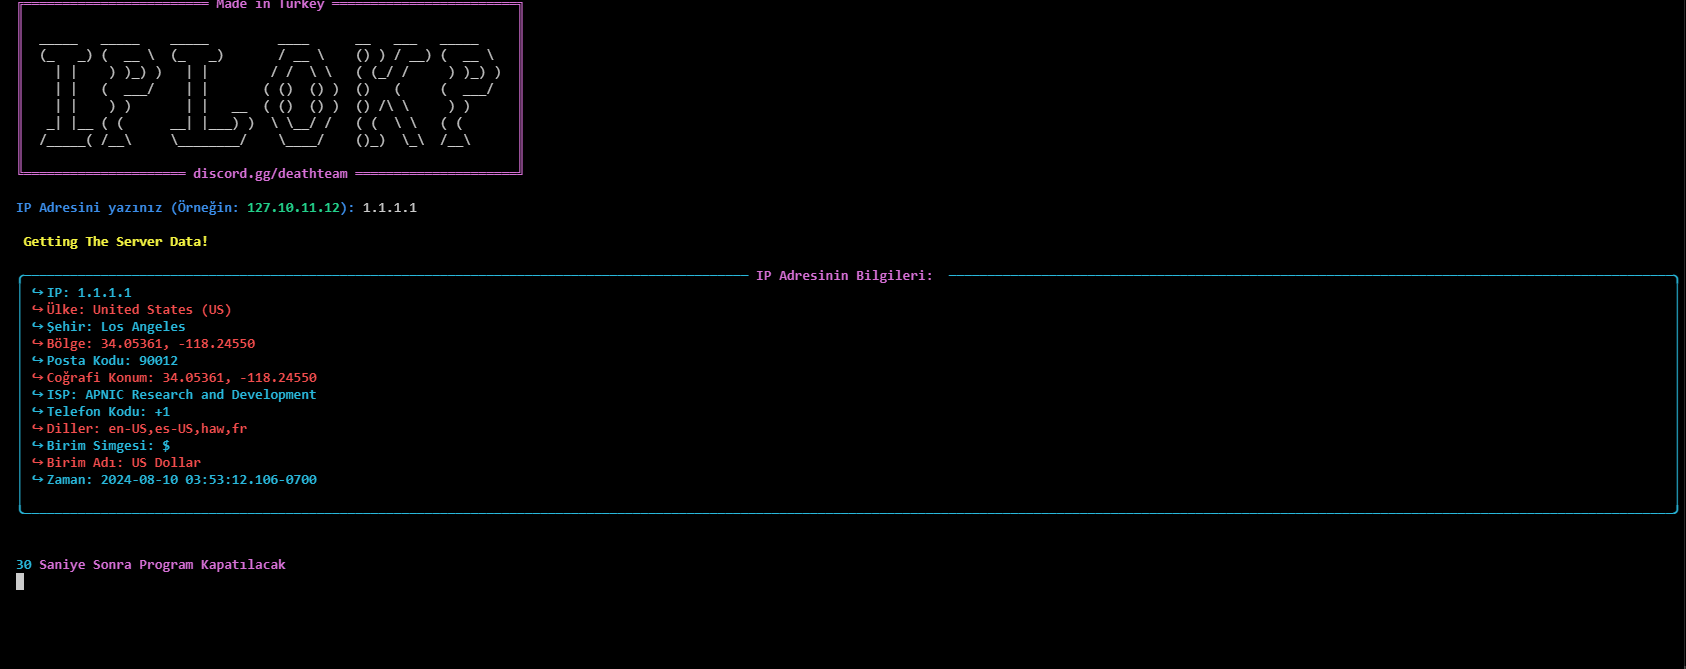 Made in Turkey
IPLOKP
discord.gg/deathteam
IP Adresini yazınız (Örneğin: 127.10.11.12): 1.1.1.1
Getting The Server Data!
IP Adresinin Bilgileri:
↪IP: 1.1.1.1
↪Ülke: United States (US)
↪Şehir: Los Angeles
↪Bölge: 34.05361, -118.24550
↪Posta Kodu: 90012
↪Coğrafi Konum: 34.05361, -118.24550
↪ISP: APNIC Research and Development
↪Telefon Kodu: +1
↪Diller: en-US,es-US,haw,fr
↪Birim Simgesi: $
↪Birim Adı: US Dollar
↪Zaman: 2024-08-10 03:53:12.106-0700
30 Saniye Sonra Program Kapatılacak